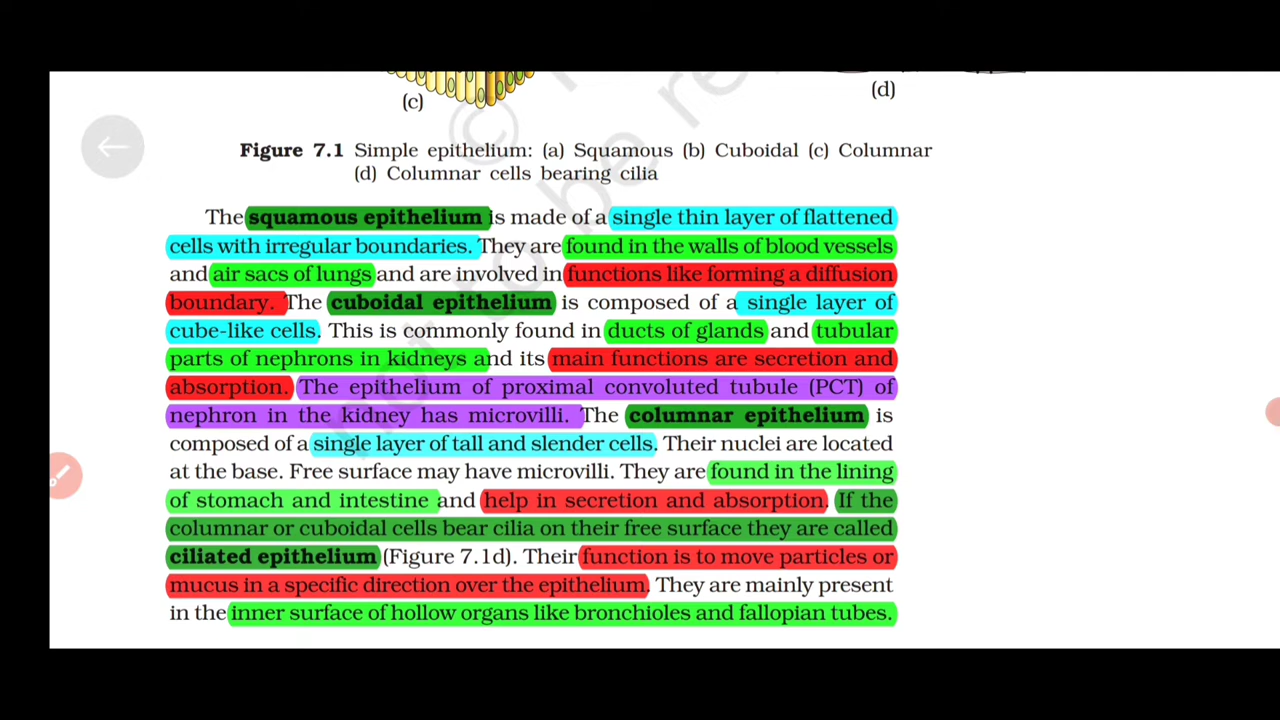 (c)
(d)
Figure 7.1 Simple epithelium: (a) Squamous (b) Cuboidal (c) Columnar
(d) Columnar cells bearing cilia
The squamous epithelium is made of a single thin layer of flattened
cells with irregular boundaries. They are found in the walls of blood vessels
and air sacs of lungs and are involved in functions like forming a diffusion
boundary. The cuboidal epithelium is composed of a single layer of
cube-like cells. This is commonly found in ducts of glands and tubular
parts of nephrons in kidneys and its main functions are secretion and
absorption. The epithelium of proximal convoluted tubule (PCT) of
nephron in the kidney has microvilli. The columnar epithelium is
composed of a single layer of tall and slender cells. Their nuclei are located
at the base. Free surface may have microvilli. They are found in the lining
of stomach and intestine and help in secretion and absorption. If the
columnar or cuboidal cells bear cilia on their free surface they are called
ciliated epithelium (Figure 7.1d). Their function is to move particles or
mucus in a specific direction over the epithelium. They are mainly present
in the inner surface of hollow organs like bronchioles and fallopian tubes.